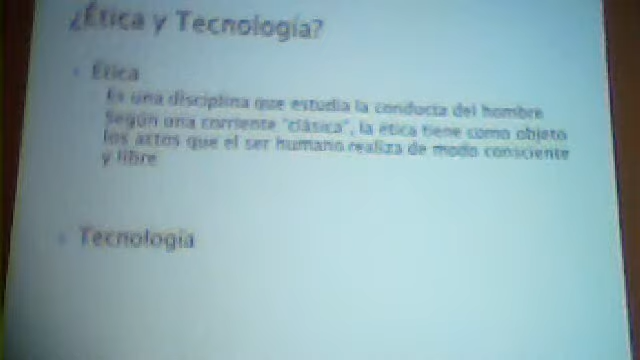 ¿Ética y Tecnología?
Ética
Es una disciplina que estudia la conducta del hombre
Según una corriente "clásica", la ética tiene como objeto
los actos que el ser humano realiza de modo consciente
y libre
Tecnología